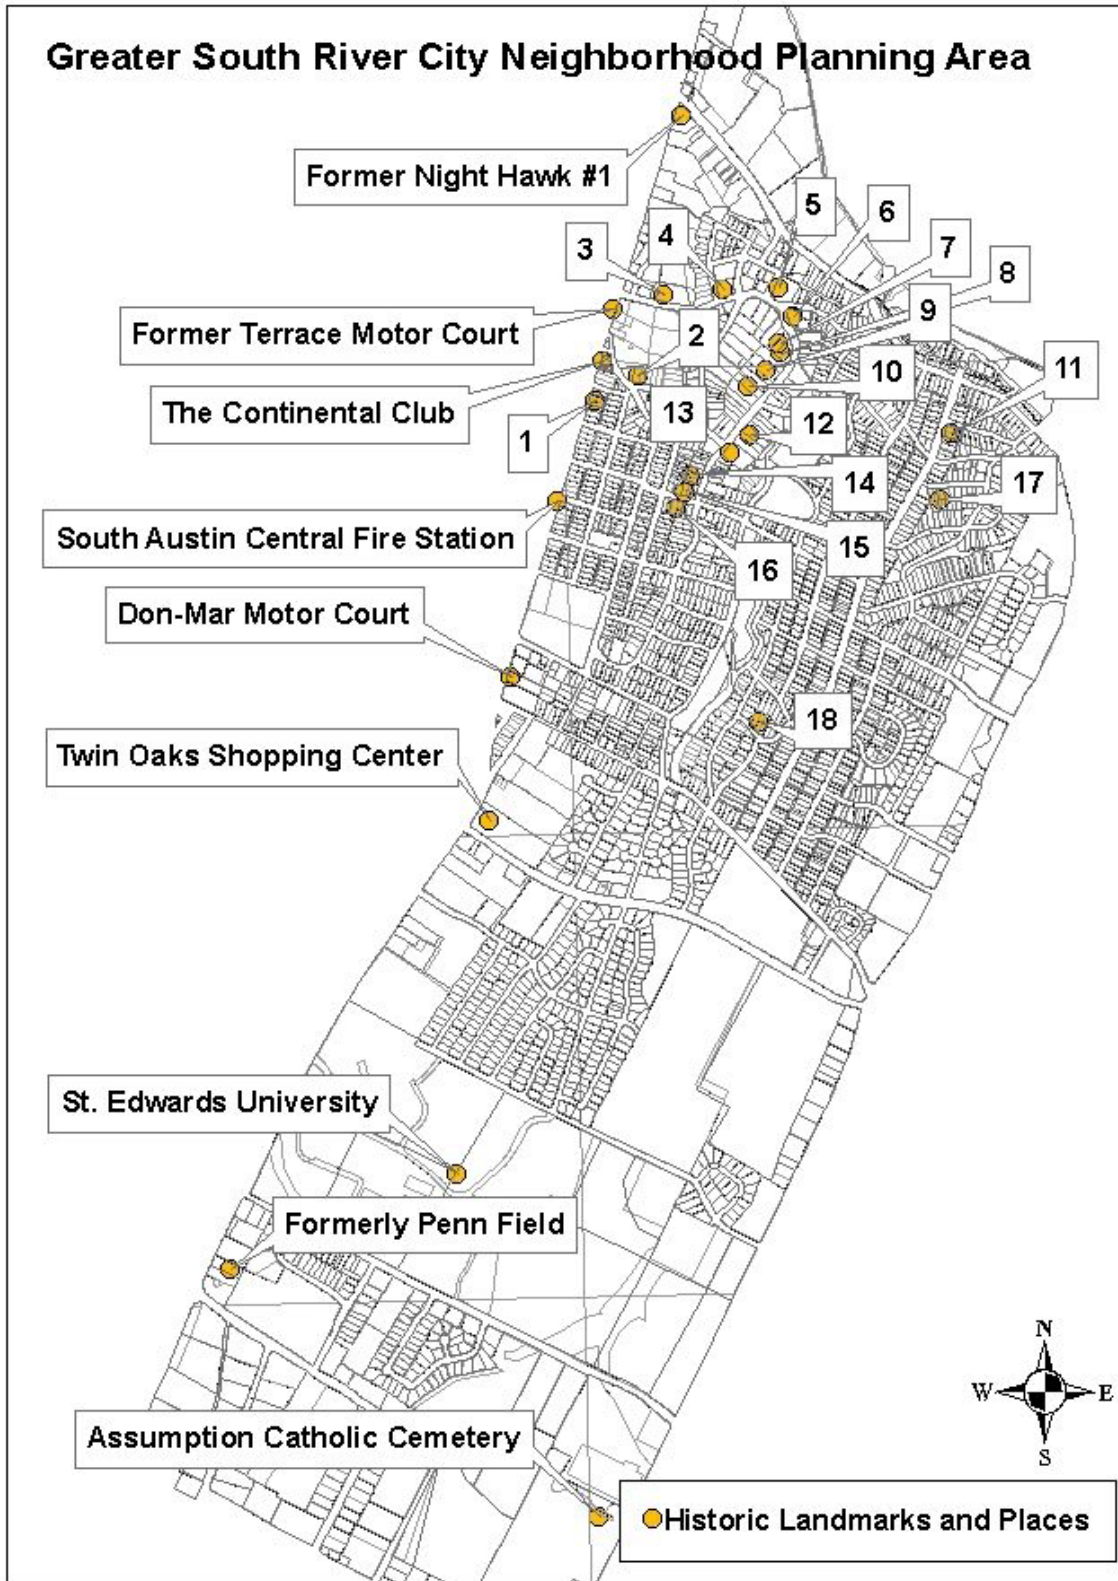 Greater South River City Neighborhood Planning Area
Former Night Hawk #1
5
6
4
3
7
8
Former Terrace Motor Court
2
9
10
11
The Continental Club
13
12
1
14
17
South Austin Central Fire Station
15
16
Don-Mar Motor Court
18
Twin Oaks Shopping Center
St. Edwards University
Formerly Penn Field
N
W
E
S
Assumption Catholic Cemetery
Historic Landmarks and Places